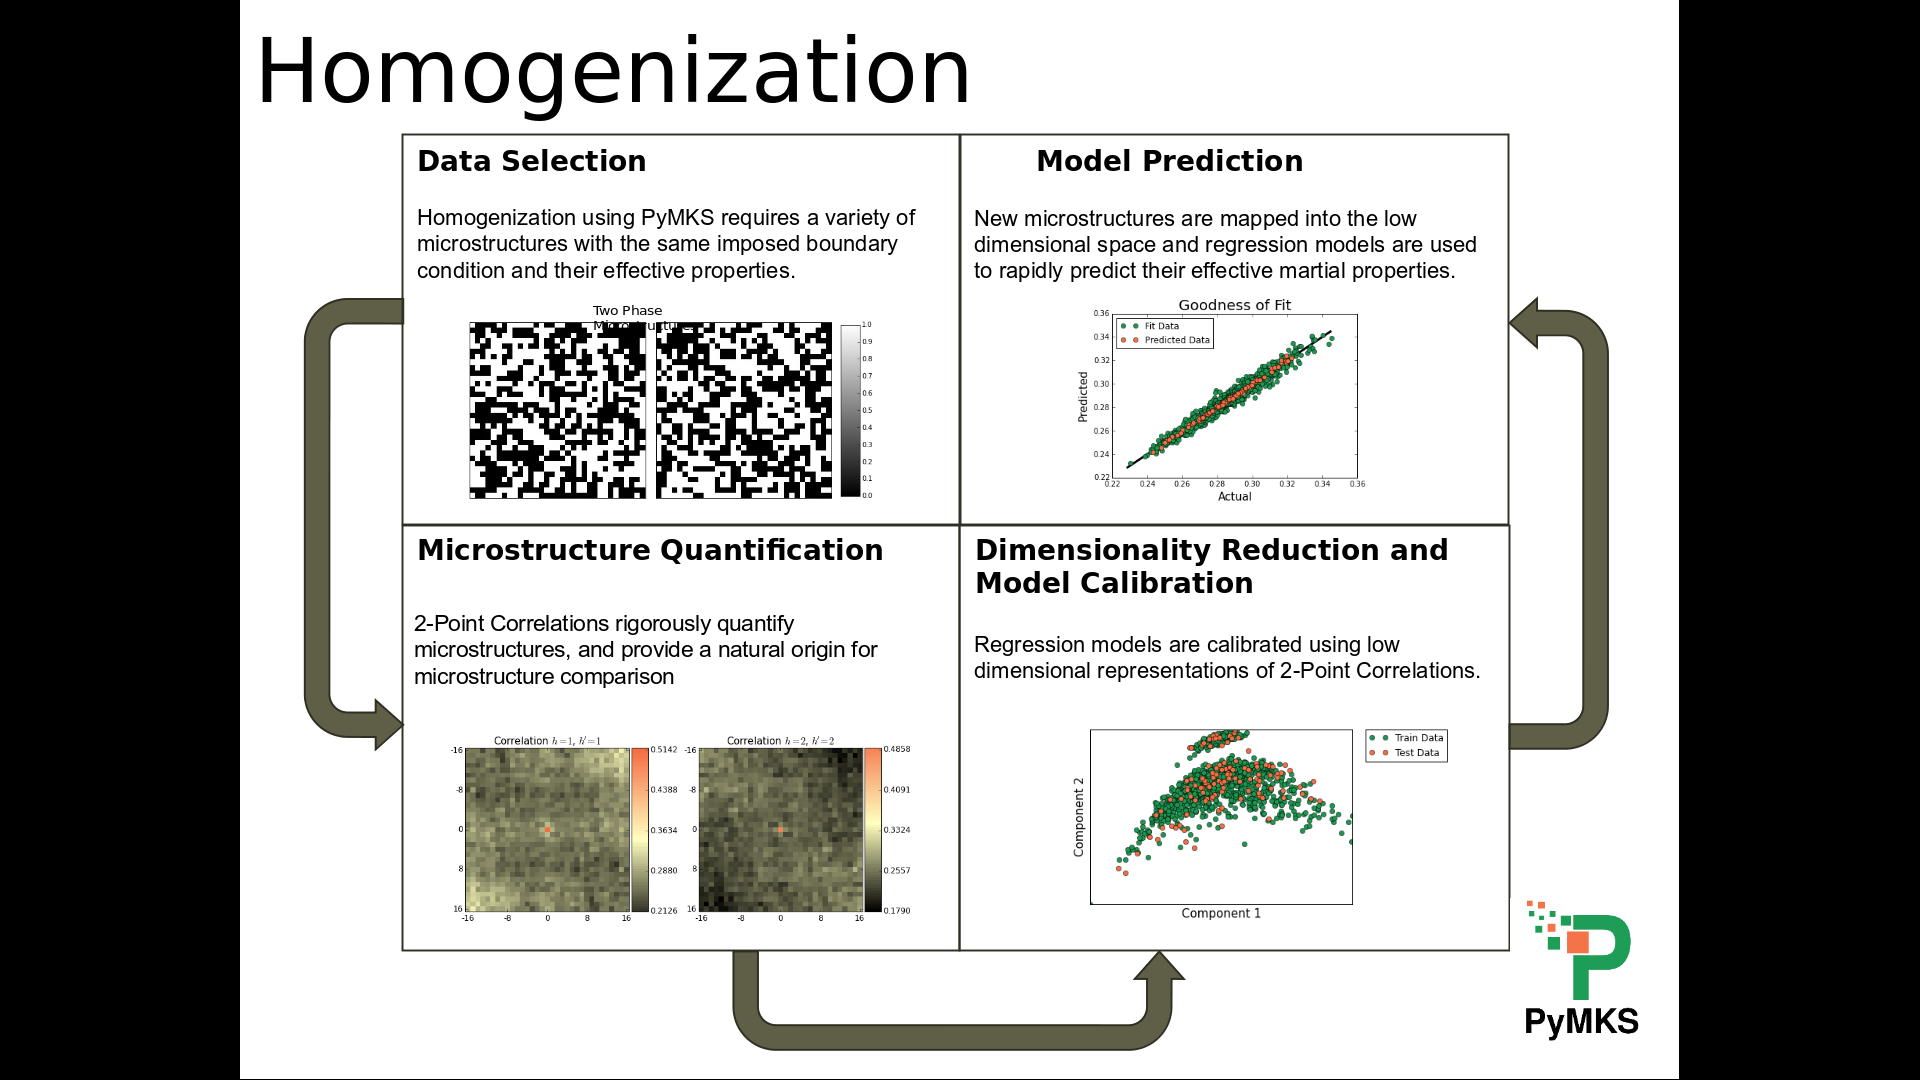 Homogenization
Data Selection
Homogenization using PyMKS requires a variety of
microstructures with the same imposed boundary
condition and their effective properties.
Two Phase
Microstructures
1.0
0.9
0.8
0.7
0.6
0.5
0.4
0.3
0.2
0.1
0.0
Model Prediction
New microstructures are mapped into the low
dimensional space and regression models are used
to rapidly predict their effective martial properties.
Goodness of Fit
Fit Data
Predicted Data
Predicted
0.36
0.34
0.32
0.30
0.28
0.26
0.24
0.22
0.22 0.24 0.26 0.28 0.30 0.32 0.34 0.36
Actual
Microstructure Quantification
2-Point Correlations rigorously quantify
microstructures, and provide a natural origin for
microstructure comparison
Correlation h=1, h'=1
-16
-8
0
8
16
-16 -8 0 8 16
0.5142
0.4388
0.3634
0.2880
0.2126
Correlation h=2, h'=2
-16
-8
0
8
16
-16 -8 0 8 16
0.4858
0.4091
0.3324
0.2557
0.1790
Dimensionality Reduction and
Model Calibration
Regression models are calibrated using low
dimensional representations of 2-Point Correlations.
Train Data
Test Data
Component 2
Component 1
PyMKS